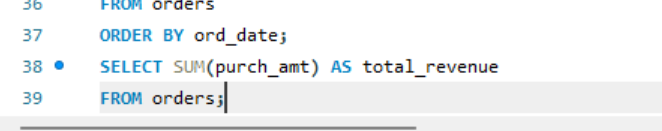 36 FROM orders
37 ORDER BY ord_date;
38 SELECT SUM(purch_amt) AS total_revenue
39 FROM orders;